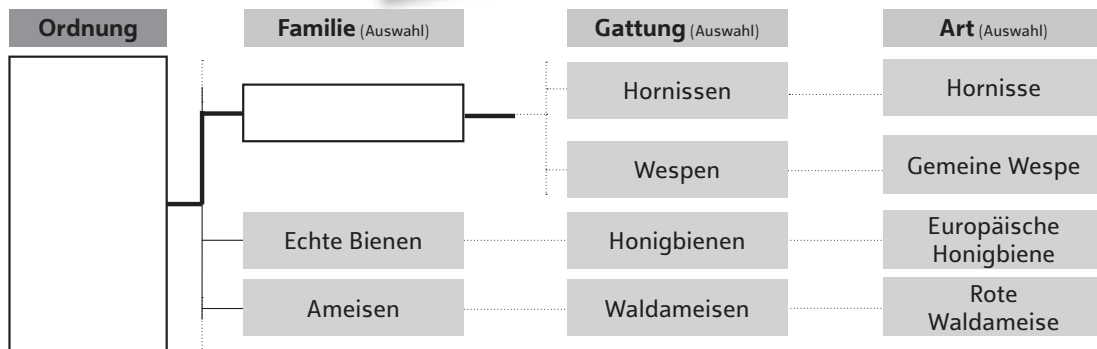 Ordnung
Familie (Auswahl)
Gattung (Auswahl)
Art (Auswahl)
Hornissen
Hornisse
Wespen
Gemeine Wespe
Echte Bienen
Honigbienen
Europäische
Honigbiene
Ameisen
Waldameisen
Rote
Waldameise